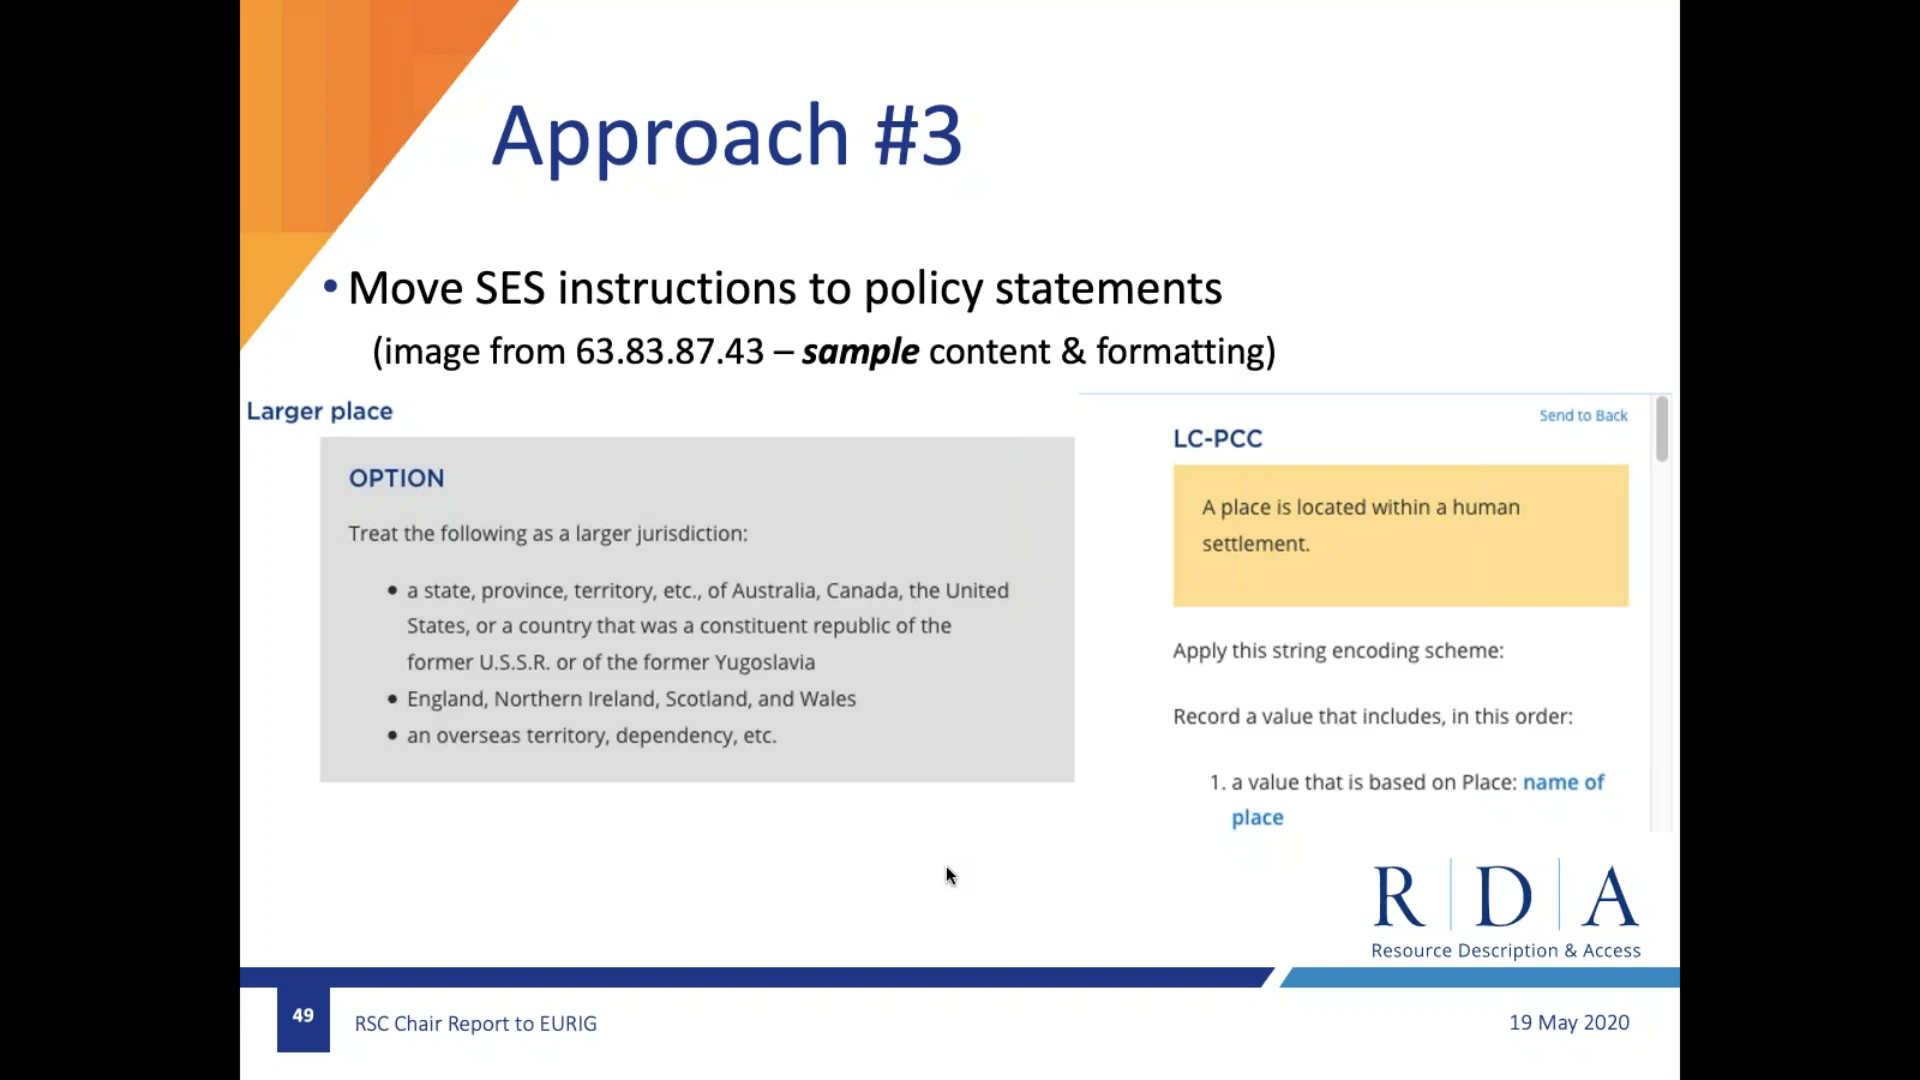 Approach #3
• Move SES instructions to policy statements
(image from 63.83.87.43 – sample content & formatting)
Larger place
OPTION
Treat the following as a larger jurisdiction:
• a state, province, territory, etc., of Australia, Canada, the United
States, or a country that was a constituent republic of the
former U.S.S.R. or of the former Yugoslavia
• England, Northern Ireland, Scotland, and Wales
• an overseas territory, dependency, etc.
Send to Back
LC-PCC
A place is located within a human
settlement.
Apply this string encoding scheme:
Record a value that includes, in this order:
1. a value that is based on Place: name of
place
R D A
Resource Description & Access
49
RSC Chair Report to EURIG
19 May 2020